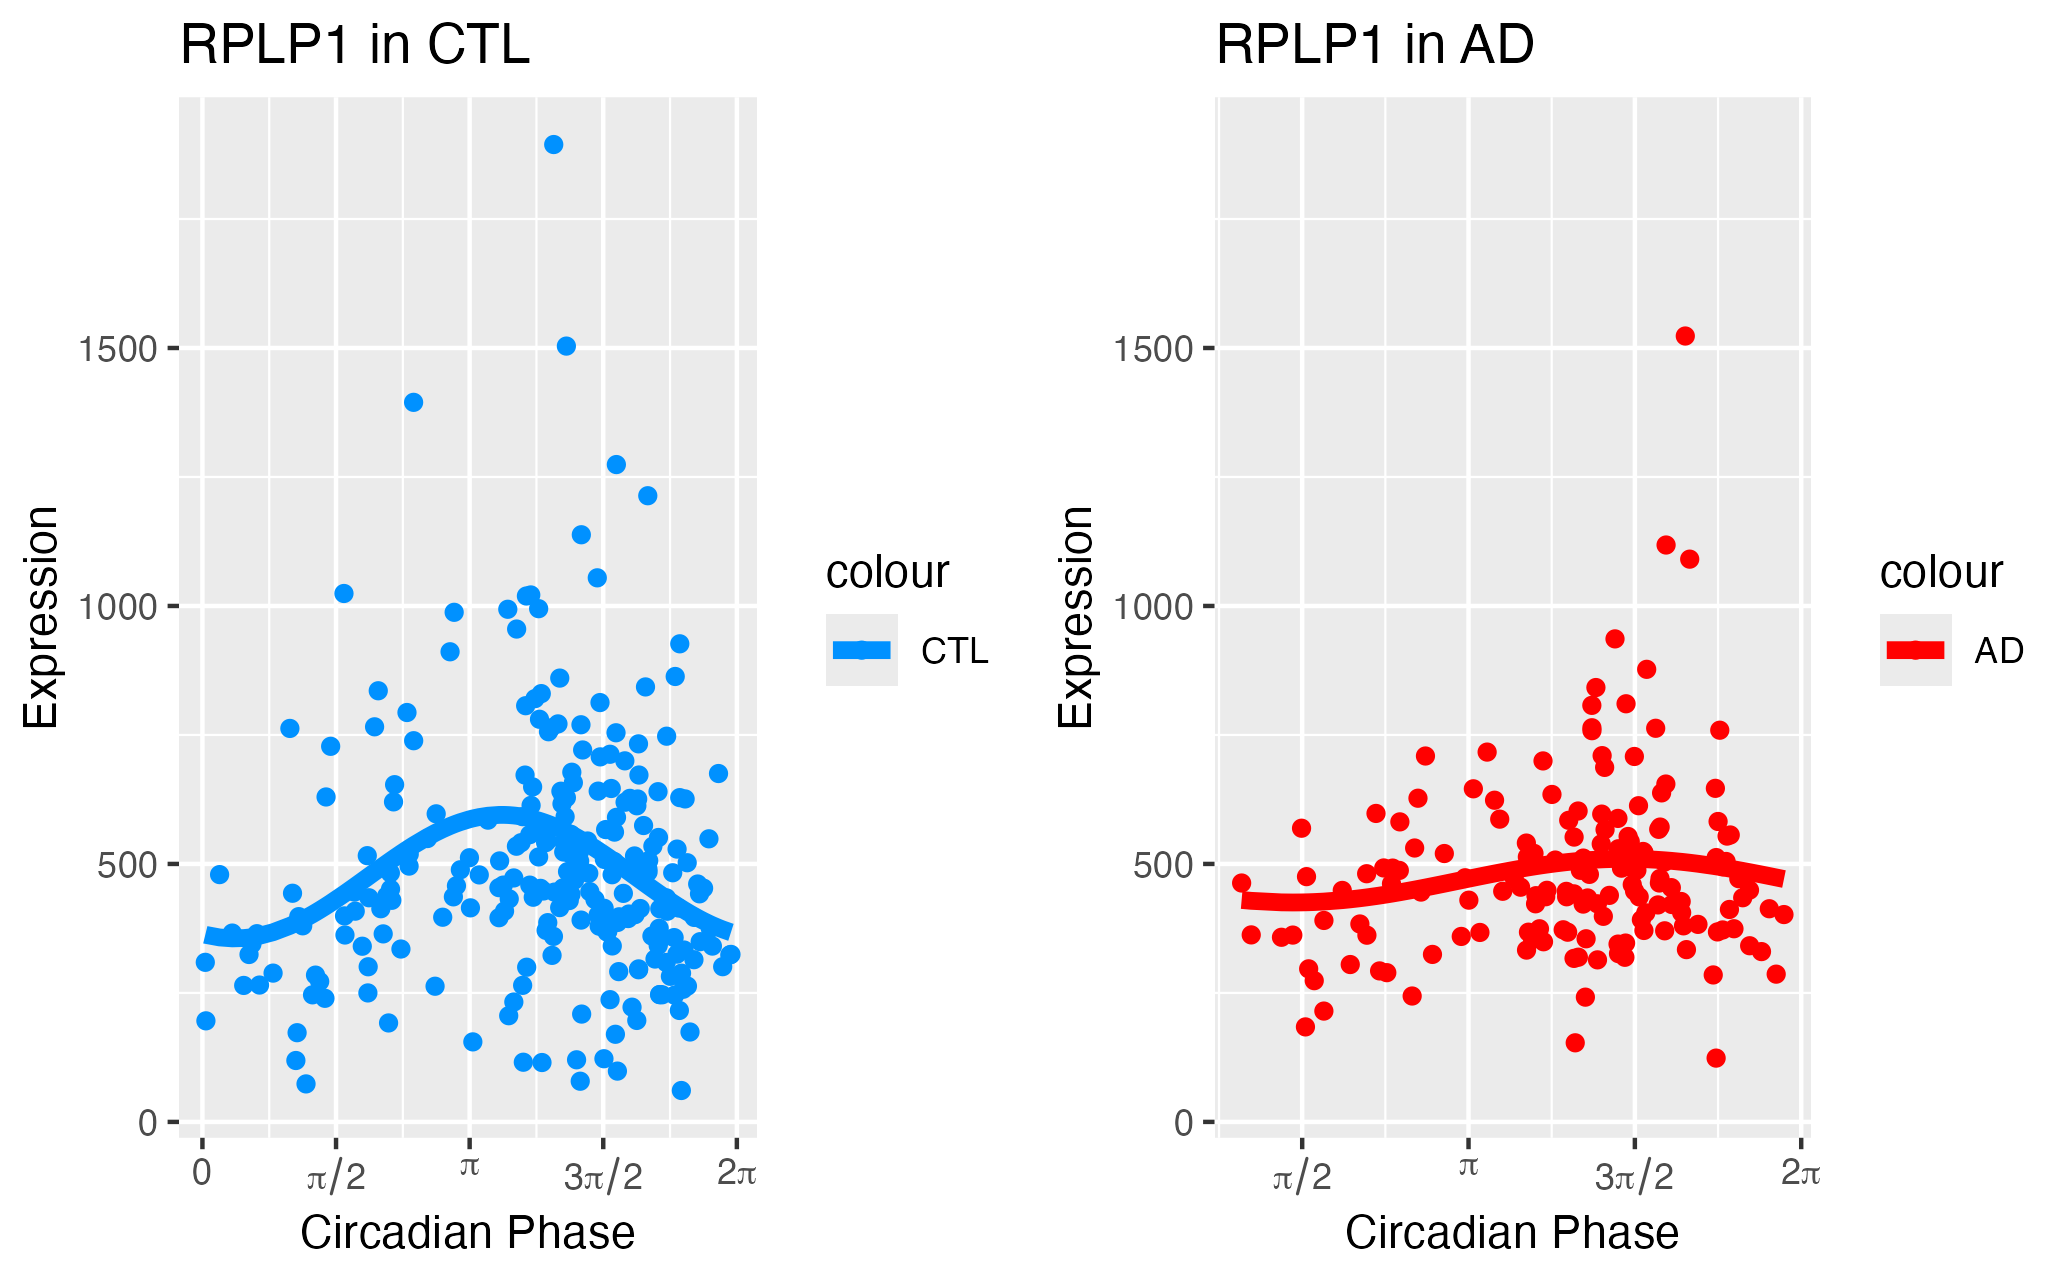 RPLP1 in CTL
1500
1000
500
0
Expression
0
π/2
π
3π/2
2π
Circadian Phase
colour
CTL
RPLP1 in AD
1500
1000
500
0
Expression
π/2
π
3π/2
2π
Circadian Phase
colour
AD